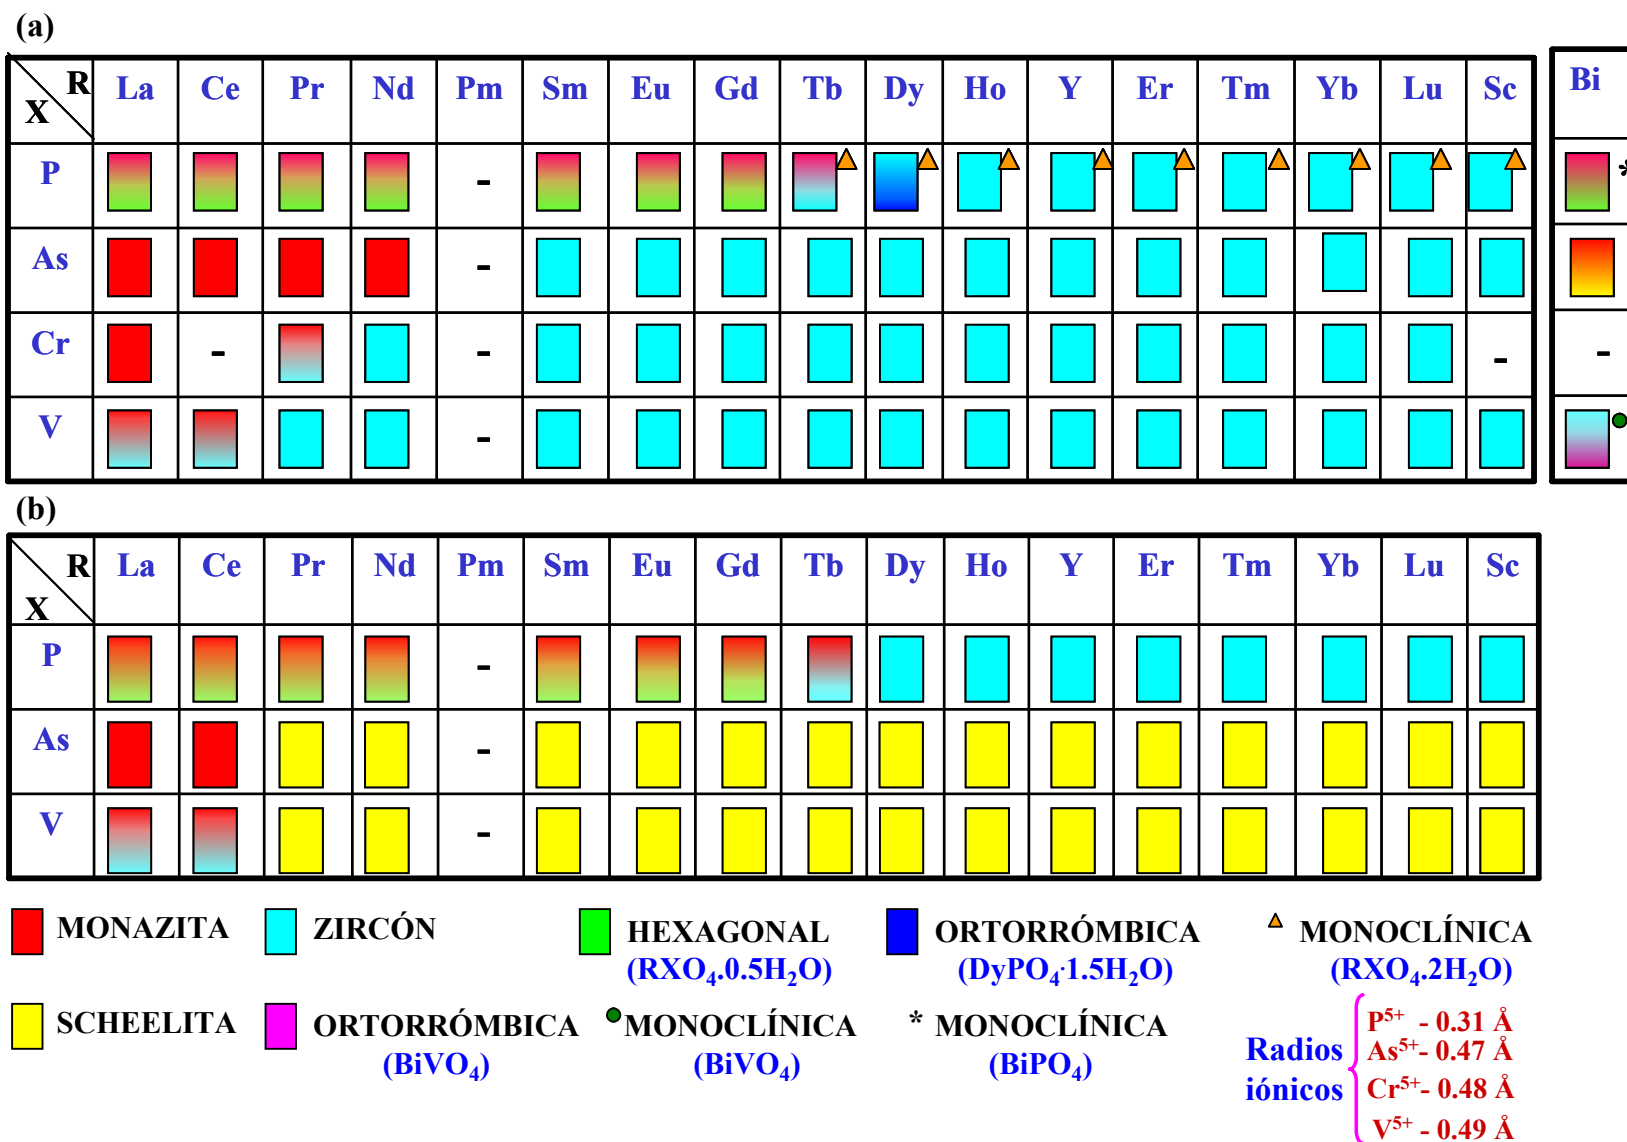 (a)
R La Ce Pr Nd Pm Sm Eu Gd Tb Dy Ho Y Er Tm Yb Lu Sc Bi
X
P - *
As -
Cr - - - -
V -
(b)
R La Ce Pr Nd Pm Sm Eu Gd Tb Dy Ho Y Er Tm Yb Lu Sc
X
P -
As -
V -
MONAZITA ZIRCÓN HEXAGONAL ORTORRÓMBICA MONOCLÍNICA
(RXO₄.0.5H₂O) (DyPO₄·1.5H₂O) (RXO₄.2H₂O)
SCHEELITA ORTORRÓMBICA MONOCLÍNICA * MONOCLÍNICA
(BiVO₄) (BiVO₄) (BiPO₄)
Radios iónicos
P⁵⁺ - 0.31 Å
As⁵⁺- 0.47 Å
Cr⁵⁺- 0.48 Å
V⁵⁺ - 0.49 Å